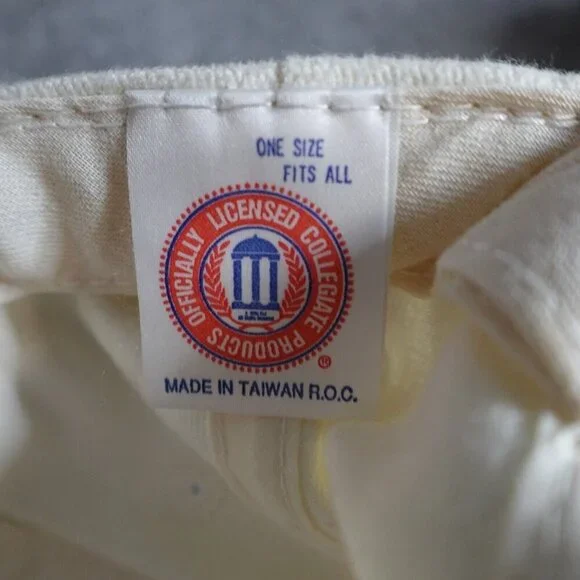 ONE SIZE
FITS ALL
OFFICIALLY LICENSED COLLEGIATE PRODUCTS
®
MADE IN TAIWAN R.O.C.